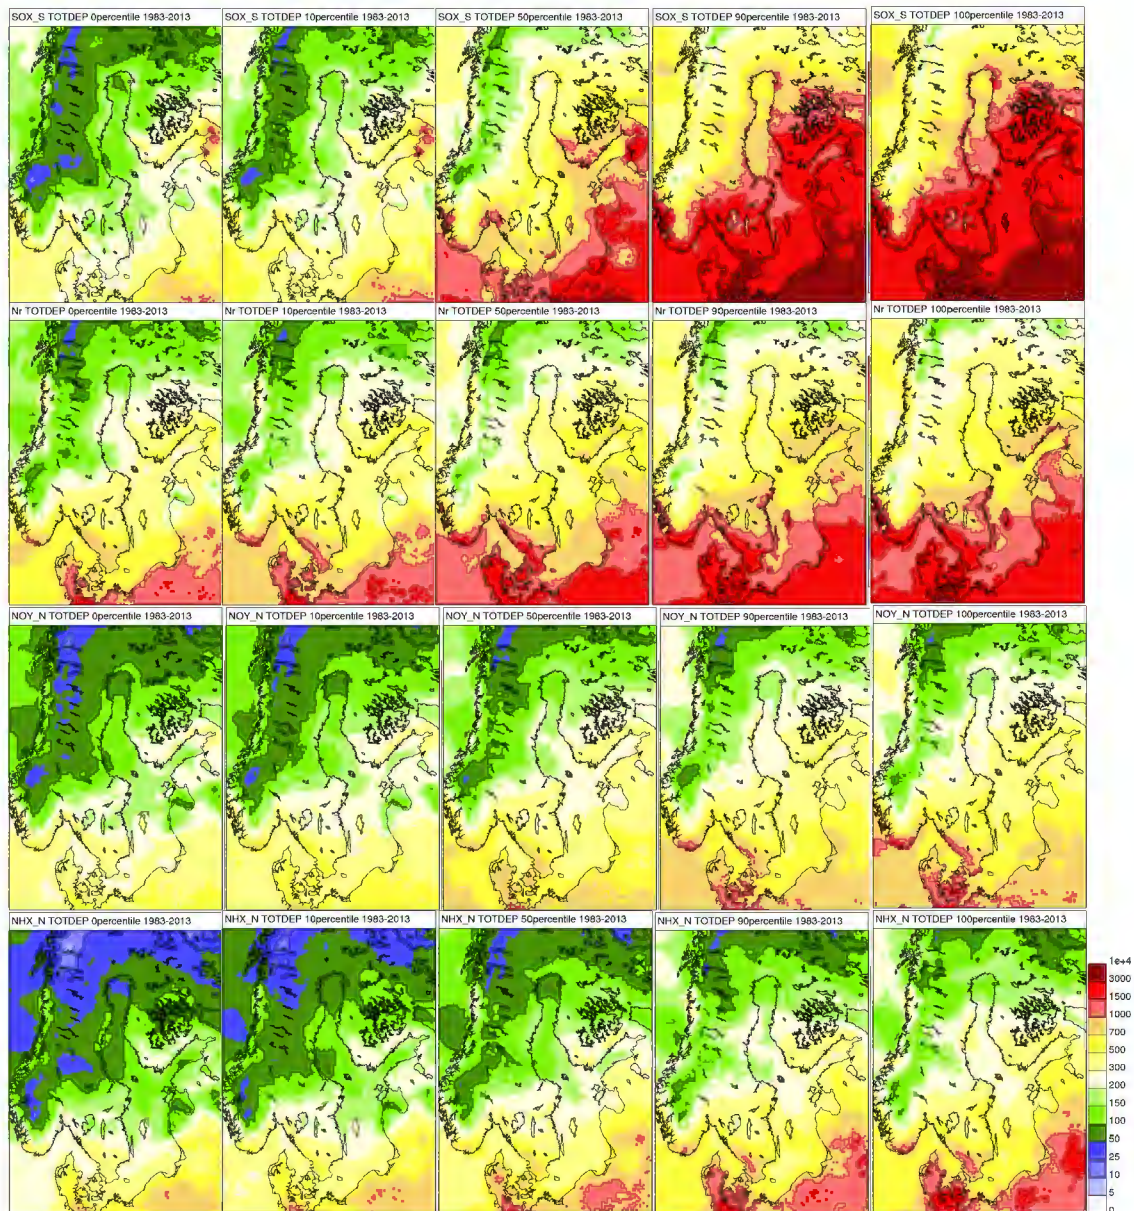 SOX_S TOTDEP 0percentile 1983-2013
SOX_S TOTDEP 10percentile 1983-2013
SOX_S TOTDEP 50percentile 1983-2013
SOX_S TOTDEP 90percentile 1983-2013
SOX_S TOTDEP 100percentile 1983-2013
Nr TOTDEP 0percentile 1983-2013
Nr TOTDEP 10percentile 1983-2013
Nr TOTDEP 50percentile 1983-2013
Nr TOTDEP 90percentile 1983-2013
Nr TOTDEP 100percentile 1983-2013
NOY_N TOTDEP 0percentile 1983-2013
NOY_N TOTDEP 10percentile 1983-2013
NOY_N TOTDEP 50percentile 1983-2013
NOY_N TOTDEP 90percentile 1983-2013
NOY_N TOTDEP 100percentile 1983-2013
NHX_N TOTDEP 0percentile 1983-2013
NHX_N TOTDEP 10percentile 1983-2013
NHX_N TOTDEP 50percentile 1983-2013
NHX_N TOTDEP 90percentile 1983-2013
NHX_N TOTDEP 100percentile 1983-2013
1e+4
3000
1500
1000
700
500
300
200
150
100
50
25
10
5
0